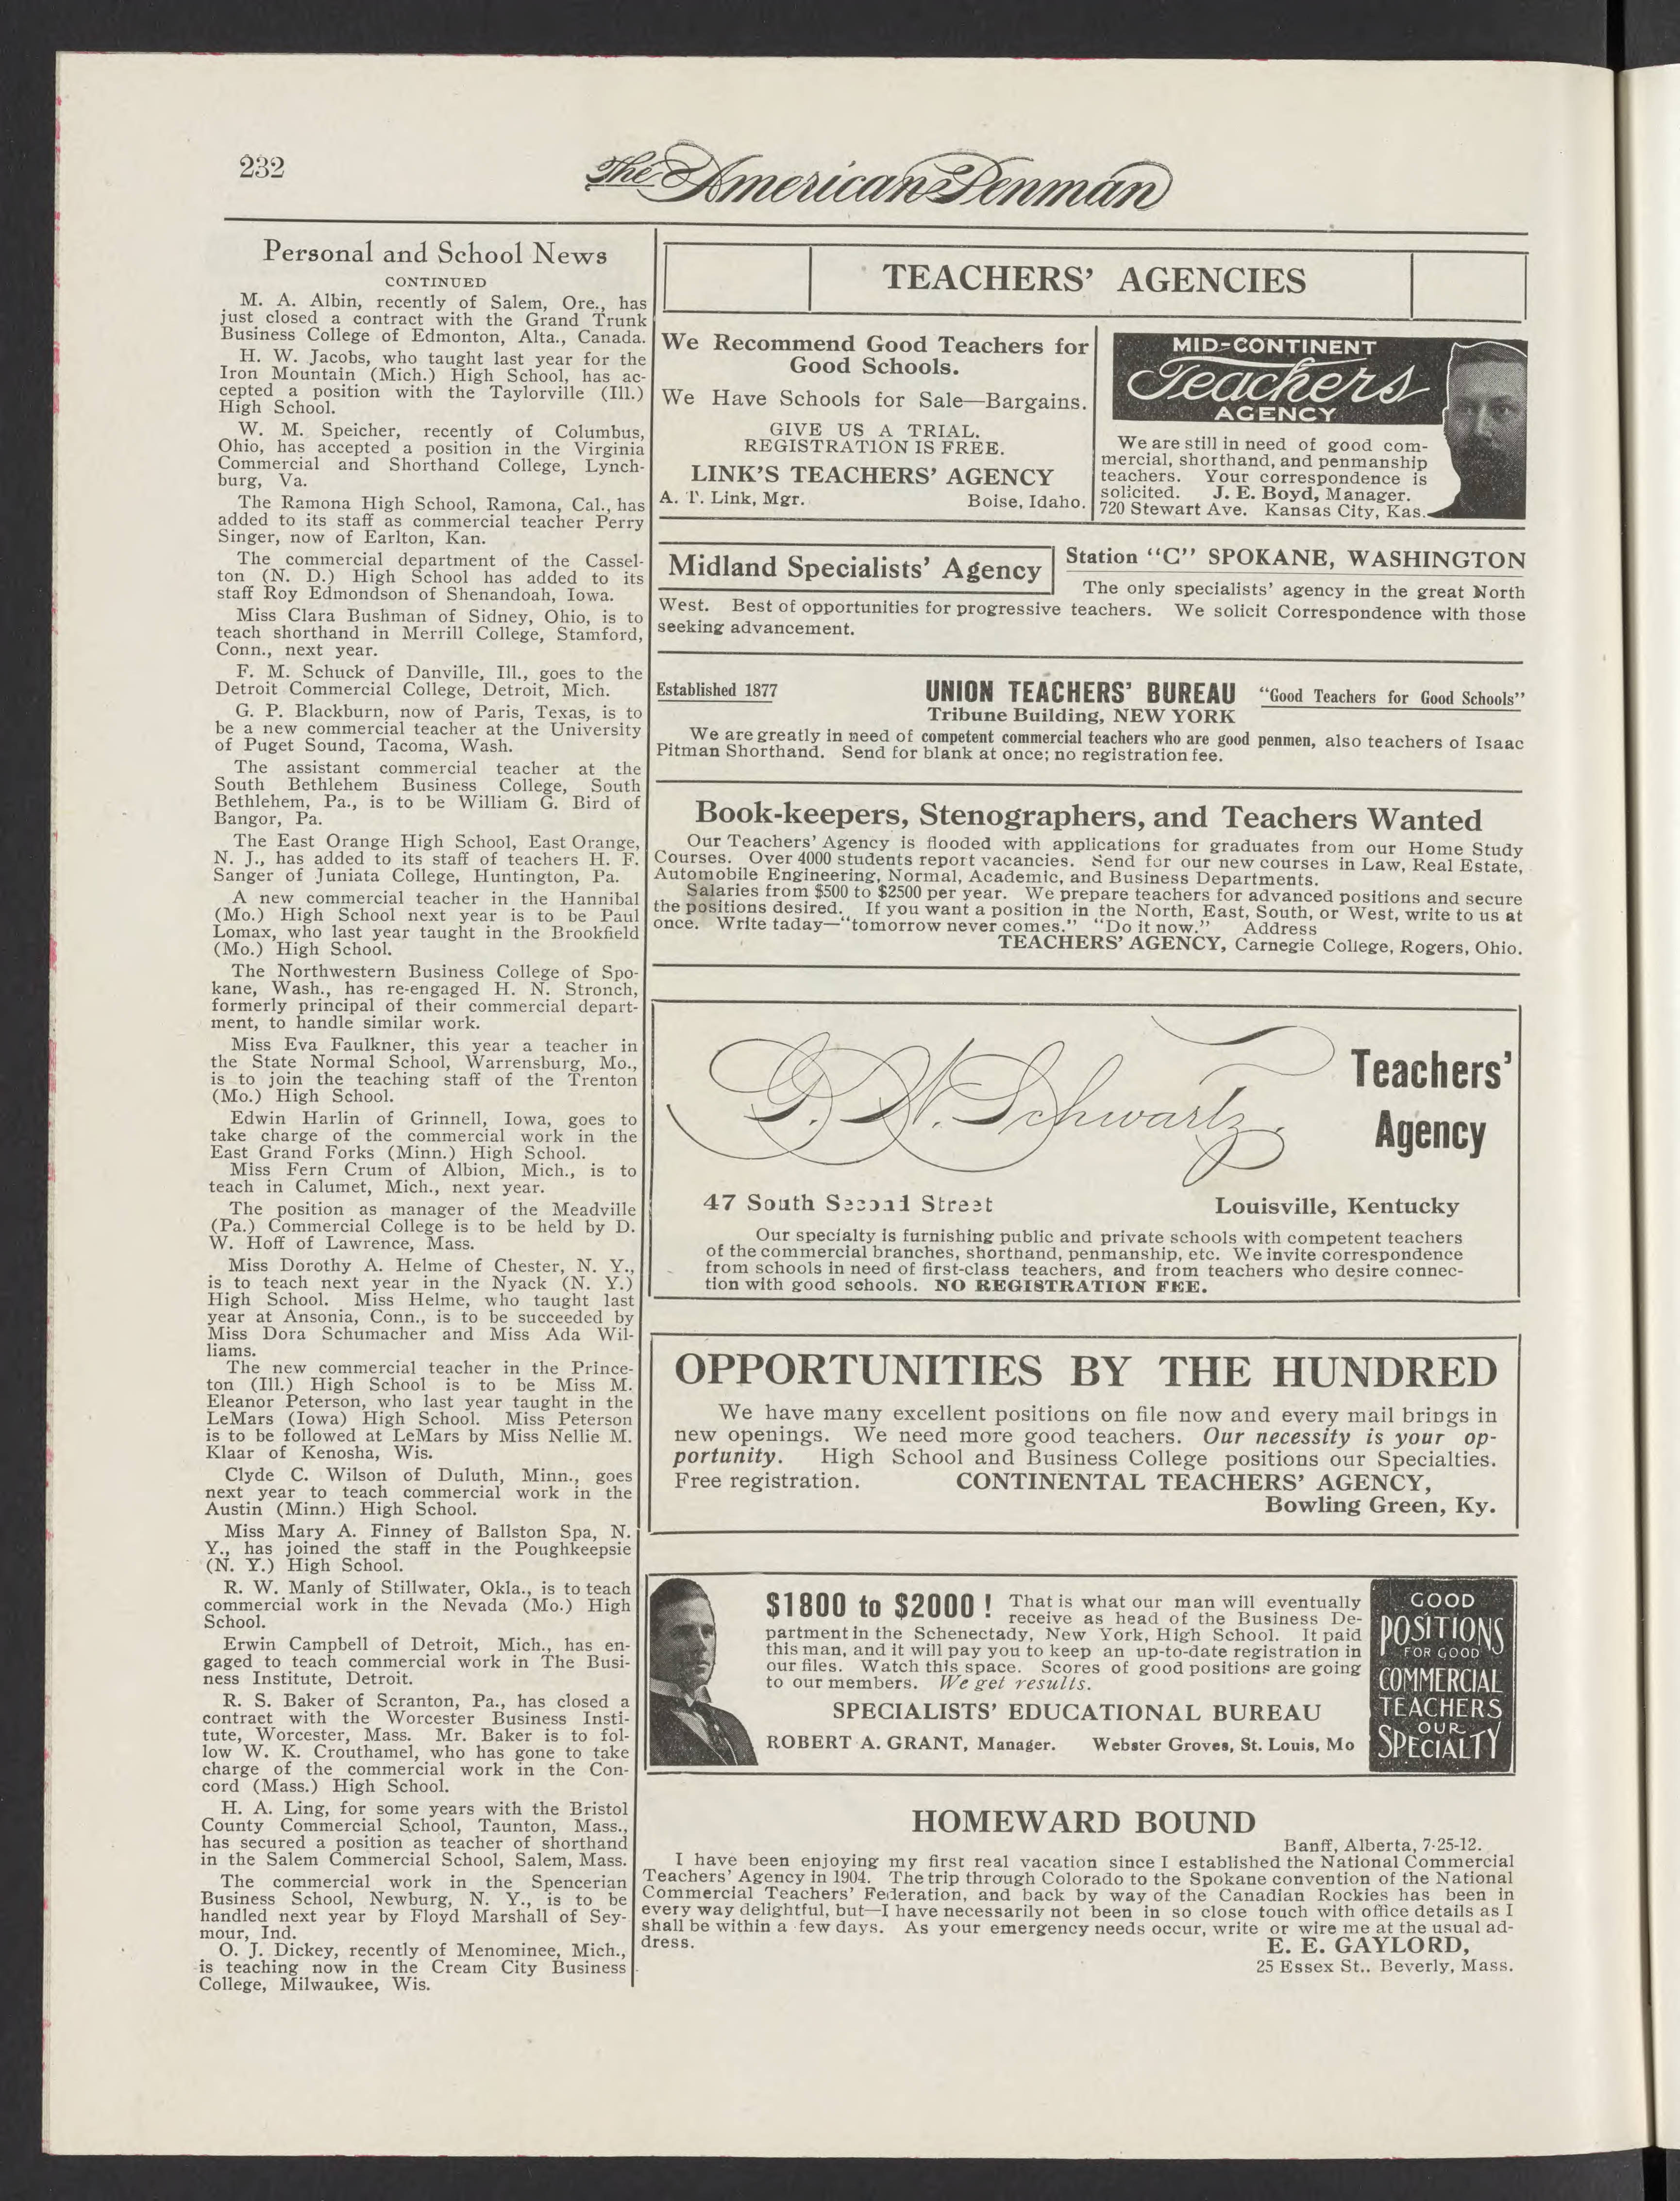 232
The American Penman
Personal and School News
CONTINUED
M. A. Albin, recently of Salem, Ore., has
just closed a contract with the Grand Trunk
Business College of Edmonton, Alta., Canada.
H. W. Jacobs, who taught last year for the
Iron Mountain (Mich.) High School, has ac-
cepted a position with the Taylorville (Ill.)
High School.
W. M. Speicher, recently of Columbus,
Ohio, has accepted a position in the Virginia
Commercial and Shorthand College, Lynch-
burg, Va.
The Ramona High School, Ramona, Cal., has
added to its staff as commercial teacher Perry
Singer, now of Earlton, Kan.
The commercial department of the Cassel-
ton (N. D.) High School has added to its
staff Roy Edmondson of Shenandoah, Iowa.
Miss Clara Bushman of Sidney, Ohio, is to
teach shorthand in Merrill College, Stamford,
Conn., next year.
F. M. Schuck of Danville, Ill., goes to the
Detroit Commercial College, Detroit, Mich.
G. P. Blackburn, now of Paris, Texas, is to
be a new commercial teacher at the University
of Puget Sound, Tacoma, Wash.
The assistant commercial teacher at the
South Bethlehem Business College, South
Bethlehem, Pa., is to be William G. Bird of
Bangor, Pa.
The East Orange High School, East Orange,
N. J., has added to its staff of teachers H. F.
Sanger of Juniata College, Huntington, Pa.
A new commercial teacher in the Hannibal
(Mo.) High School next year is to be Paul
Lomax, who last year taught in the Brookfield
(Mo.) High School.
The Northwestern Business College of Spo-
kane, Wash., has re-engaged H. N. Stronch,
formerly principal of their commercial depart-
ment, to handle similar work.
Miss Eva Faulkner, this year a teacher in
the State Normal School, Warrensburg, Mo.,
is to join the teaching staff of the Trenton
(Mo.) High School.
Edwin Harlin of Grinnell, Iowa, goes to
take charge of the commercial work in the
East Grand Forks (Minn.) High School.
Miss Fern Crum of Albion, Mich., is to
teach in Calumet, Mich., next year.
The position as manager of the Meadville
(Pa.) Commercial College is to be held by D.
W. Hoff of Lawrence, Mass.
Miss Dorothy A. Helme of Chester, N. Y.,
is to teach next year in the Nyack (N. Y.)
High School. Miss Helme, who taught last
year at Ansonia, Conn., is to be succeeded by
Miss Dora Schumacher and Miss Ada Wil-
liams.
The new commercial teacher in the Prince-
ton (Ill.) High School is to be Miss M.
Eleanor Peterson, who last year taught in the
LeMars (Iowa) High School. Miss Peterson
is to be followed at LeMars by Miss Nellie M.
Klaar of Kenosha, Wis.
Clyde C. Wilson of Duluth, Minn., goes
next year to teach commercial work in the
Austin (Minn.) High School.
Miss Mary A. Finney of Ballston Spa, N.
Y., has joined the staff in the Poughkeepsie
(N. Y.) High School.
R. W. Manly of Stillwater, Okla., is to teach
commercial work in the Nevada (Mo.) High
School.
Erwin Campbell of Detroit, Mich., has en-
gaged to teach commercial work in The Busi-
ness Institute, Detroit.
R. S. Baker of Scranton, Pa., has closed a
contract with the Worcester Business Insti-
tute, Worcester, Mass. Mr. Baker is to fol-
low W. K. Crouthamel, who has gone to take
charge of the commercial work in the Con-
cord (Mass.) High School.
H. A. Ling, for some years with the Bristol
County Commercial School, Taunton, Mass.,
has secured a position as teacher of shorthand
in the Salem Commercial School, Salem, Mass.
The commercial work in the Spencerian
Business School, Newburg, N. Y., is to be
handled next year by Floyd Marshall of Sey-
mour, Ind.
O. J. Dickey, recently of Menominee, Mich.,
is teaching now in the Cream City Business
College, Milwaukee, Wis.
TEACHERS' AGENCIES
We Recommend Good Teachers for
Good Schools.
We Have Schools for Sale—Bargains.
GIVE US A TRIAL.
REGISTRATION IS FREE.
LINK'S TEACHERS' AGENCY
A. T. Link, Mgr. Boise, Idaho.
MID-CONTINENT
Teachers
AGENCY
We are still in need of good com-
mercial, shorthand, and penmanship
teachers. Your correspondence is
solicited. J. E. Boyd, Manager.
720 Stewart Ave. Kansas City, Kas.
Midland Specialists' Agency
Station "C" SPOKANE, WASHINGTON
The only specialists' agency in the great North
West. Best of opportunities for progressive teachers. We solicit Correspondence with those
seeking advancement.
Established 1877 UNION TEACHERS' BUREAU "Good Teachers for Good Schools"
Tribune Building, NEW YORK
We are greatly in need of competent commercial teachers who are good penmen, also teachers of Isaac
Pitman Shorthand. Send for blank at once; no registration fee.
Book-keepers, Stenographers, and Teachers Wanted
Our Teachers' Agency is flooded with applications for graduates from our Home Study
Courses. Over 4000 students report vacancies. Send for our new courses in Law, Real Estate,
Automobile Engineering, Normal, Academic, and Business Departments.
Salaries from $500 to $2500 per year. We prepare teachers for advanced positions and secure
the positions desired. If you want a position in the North, East, South, or West, write to us at
once. Write taday—"tomorrow never comes." "Do it now." Address
TEACHERS' AGENCY, Carnegie College, Rogers, Ohio.
G. W. Schwartz.
Teachers'
Agency
47 South Second Street Louisville, Kentucky
Our specialty is furnishing public and private schools with competent teachers
of the commercial branches, shorthand, penmanship, etc. We invite correspondence
from schools in need of first-class teachers, and from teachers who desire connec-
tion with good schools. NO REGISTRATION FEE.
OPPORTUNITIES BY THE HUNDRED
We have many excellent positions on file now and every mail brings in
new openings. We need more good teachers. Our necessity is your op-
portunity. High School and Business College positions our Specialties.
Free registration. CONTINENTAL TEACHERS' AGENCY,
Bowling Green, Ky.
$1800 to $2000! That is what our man will eventually
receive as head of the Business De-
partment in the Schenectady, New York, High School. It paid
this man, and it will pay you to keep an up-to-date registration in
our files. Watch this space. Scores of good positions are going
to our members. We get results.
SPECIALISTS' EDUCATIONAL BUREAU
ROBERT A. GRANT, Manager. Webster Groves, St. Louis, Mo
GOOD
POSITIONS
FOR GOOD
COMMERCIAL
TEACHERS
OUR
SPECIALTY
HOMEWARD BOUND
Banff, Alberta, 7-25-12.
I have been enjoying my first real vacation since I established the National Commercial
Teachers' Agency in 1904. The trip through Colorado to the Spokane convention of the National
Commercial Teachers' Federation, and back by way of the Canadian Rockies has been in
every way delightful, but—I have necessarily not been in so close touch with office details as I
shall be within a few days. As your emergency needs occur, write or wire me at the usual ad-
dress. E. E. GAYLORD,
25 Essex St.. Beverly, Mass.